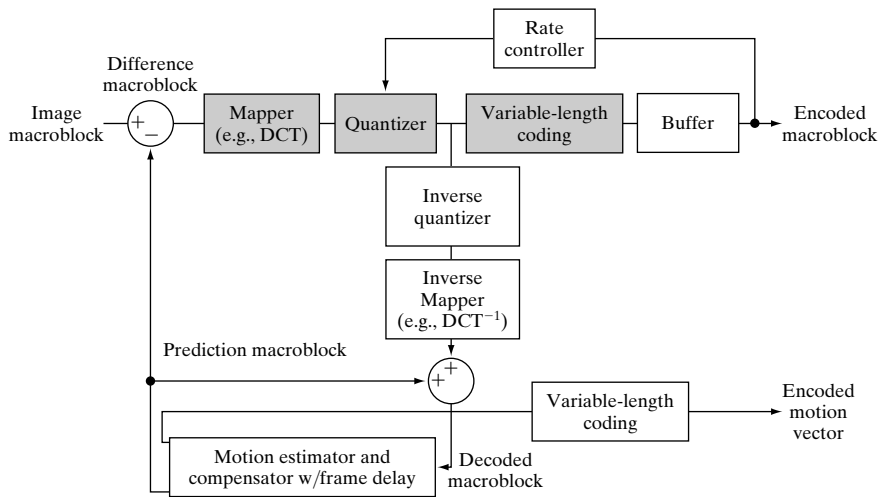 Rate
controller
Difference
macroblock
Image
macroblock
+
−
Mapper
(e.g., DCT)
Quantizer
Variable-length
coding
Buffer
Encoded
macroblock
Inverse
quantizer
Inverse
Mapper
(e.g., DCT⁻¹)
Prediction macroblock
+
+
Variable-length
coding
Encoded
motion
vector
Motion estimator and
compensator w/frame delay
Decoded
macroblock